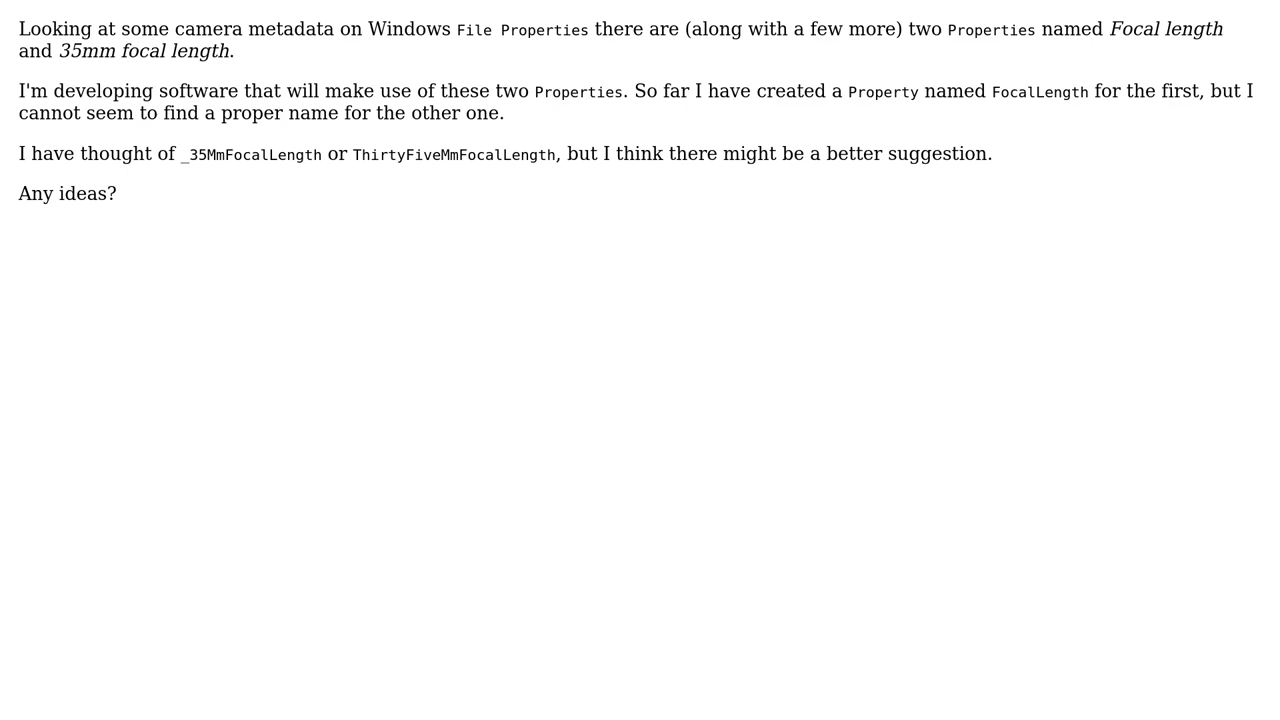 Looking at some camera metadata on Windows File Properties there are (along with a few more) two Properties named Focal length
and 35mm focal length.
I'm developing software that will make use of these two Properties. So far I have created a Property named FocalLength for the first, but I
cannot seem to find a proper name for the other one.
I have thought of _35MmFocalLength or ThirtyFiveMmFocalLength, but I think there might be a better suggestion.
Any ideas?